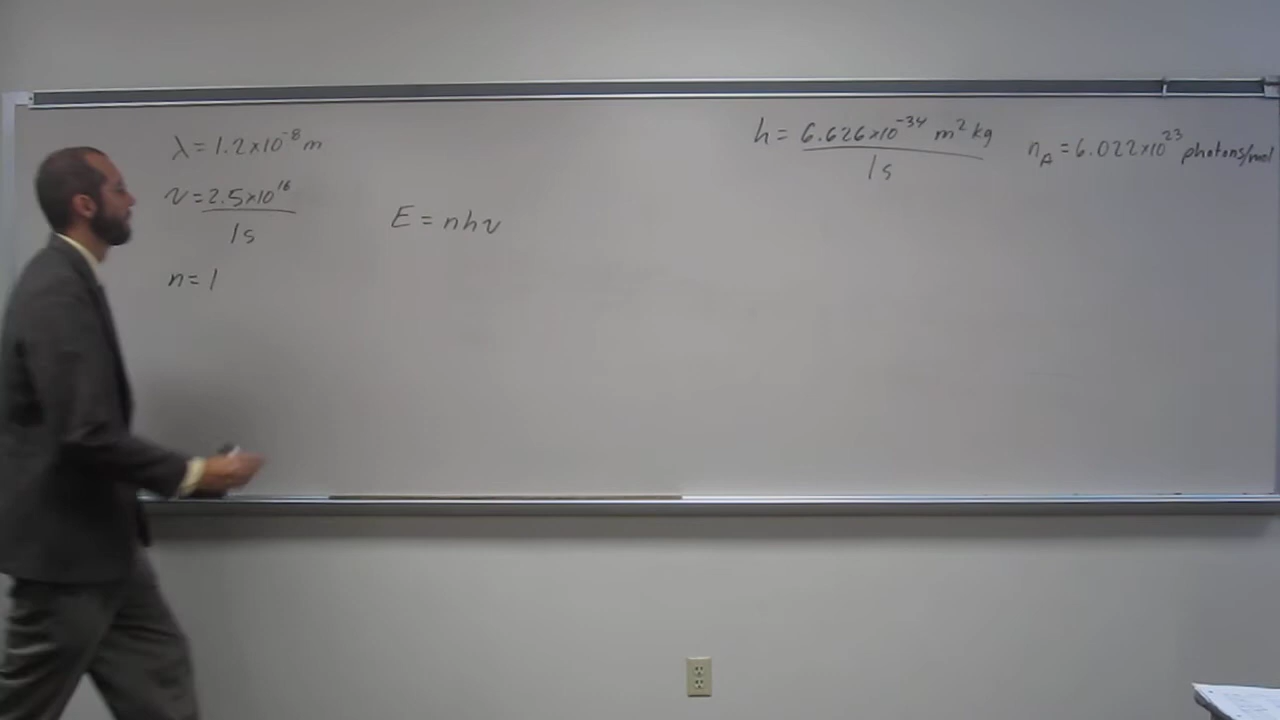 λ = 1.2×10⁻⁸ m
ν = 2.5×10¹⁶
1 s
n = 1
E = nhν
h = 6.626×10⁻³⁴ m² kg
1 s
n_A = 6.022×10²³ photons/mol